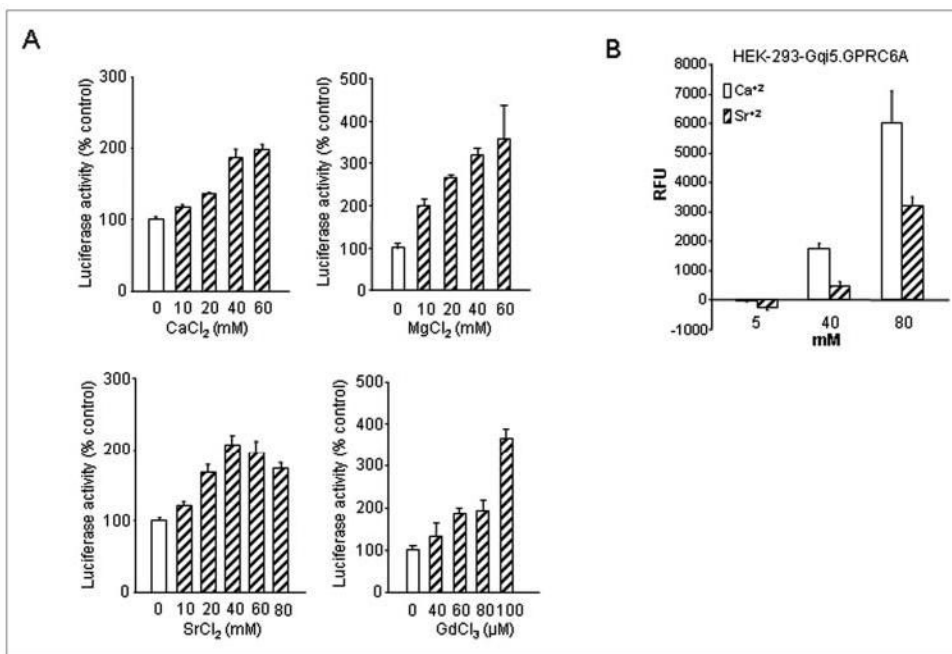 A
Luciferase activity (% control)
300
200
100
0
0 10 20 40 60
CaCl₂ (mM)
Luciferase activity (% control)
500
400
300
200
100
0
0 10 20 40 60
MgCl₂ (mM)
Luciferase activity (% control)
300
200
100
0
0 10 20 40 60 80
SrCl₂ (mM)
Luciferase activity (% control)
500
400
300
200
100
0
0 40 60 80 100
GdCl₃ (µM)
B
HEK-293-Gqi5.GPRC6A
RFU
8000
7000
6000
5000
4000
3000
2000
1000
0
-1000
Ca⁺²
Sr⁺²
5 40 80
mM